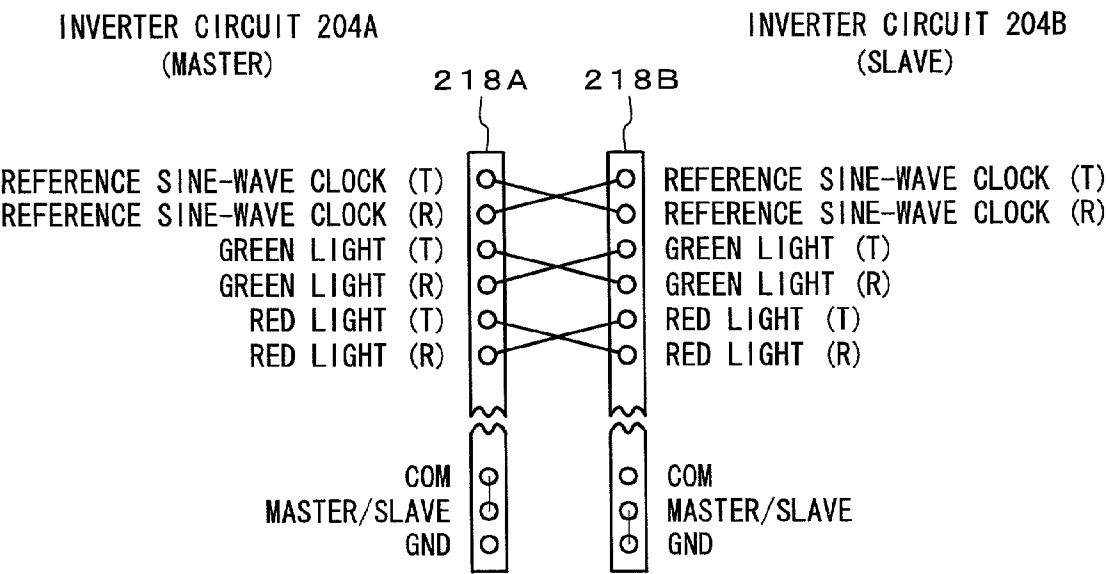 INVERTER CIRCUIT 204A
(MASTER)
INVERTER CIRCUIT 204B
(SLAVE)
218A
218B
REFERENCE SINE-WAVE CLOCK (T)
REFERENCE SINE-WAVE CLOCK (R)
GREEN LIGHT (T)
GREEN LIGHT (R)
RED LIGHT (T)
RED LIGHT (R)
COM
MASTER/SLAVE
GND
REFERENCE SINE-WAVE CLOCK (T)
REFERENCE SINE-WAVE CLOCK (R)
GREEN LIGHT (T)
GREEN LIGHT (R)
RED LIGHT (T)
RED LIGHT (R)
COM
MASTER/SLAVE
GND